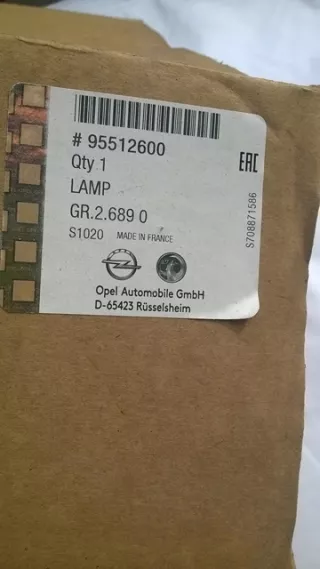 # 95512600
Qty 1
EAC
LAMP
GR.2.689 0
S1020 MADE IN FRANCE
S708871586
Opel Automobile GmbH
D-65423 Rüsselsheim